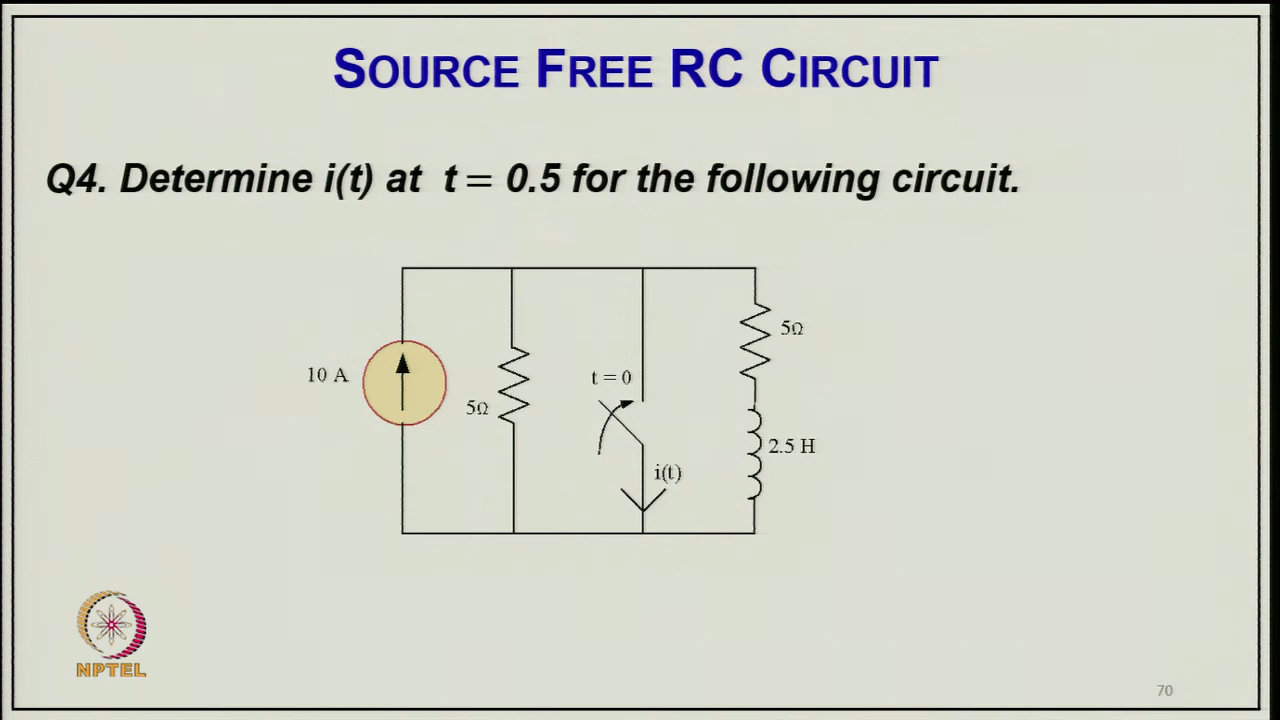 SOURCE FREE RC CIRCUIT
Q4. Determine i(t) at t = 0.5 for the following circuit.
10 A
5Ω
t = 0
i(t)
5Ω
2.5 H
NPTEL
70